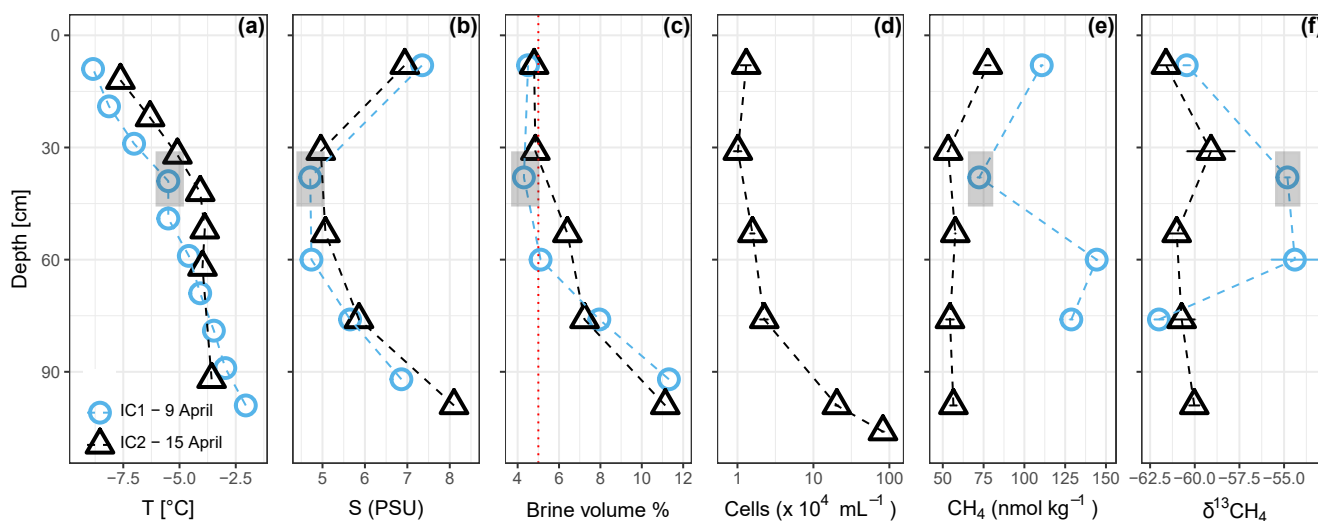 (a) (b) (c) (d) (e) (f)
0
30
60
90
Depth [cm]
IC1 − 9 April
IC2 − 15 April
−7.5 −5.0 −2.5
5 6 7 8
4 6 8 10 12
1 10 100
50 75 100 125 150
−62.5 −60.0 −57.5 −55.0
T [°C]
S (PSU)
Brine volume %
Cells (x 10⁴ mL⁻¹)
CH₄ (nmol kg⁻¹)
δ¹³CH₄